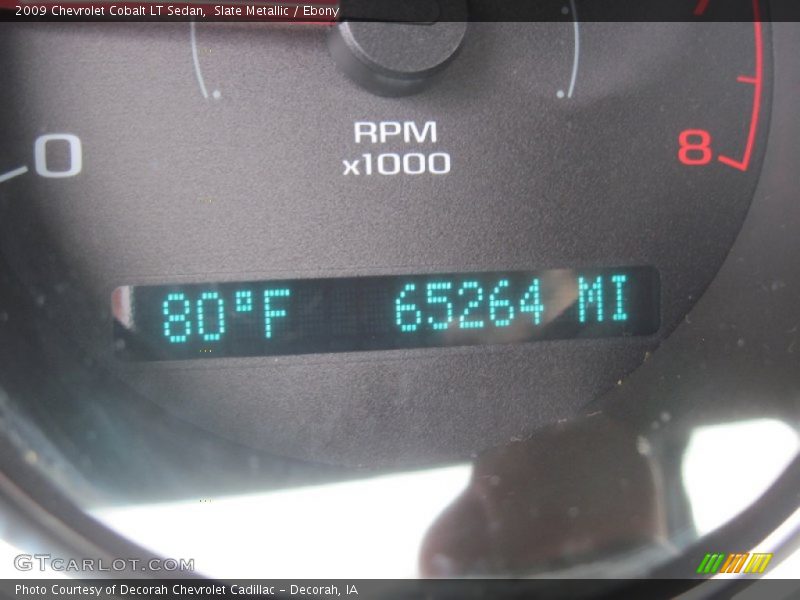 2009 Chevrolet Cobalt LT Sedan,  Slate Metallic / Ebony
RPM
x1000
0
8
80°F 65264 MI
GTCARLOT.COM
Photo Courtesy of Decorah Chevrolet Cadillac - Decorah, IA